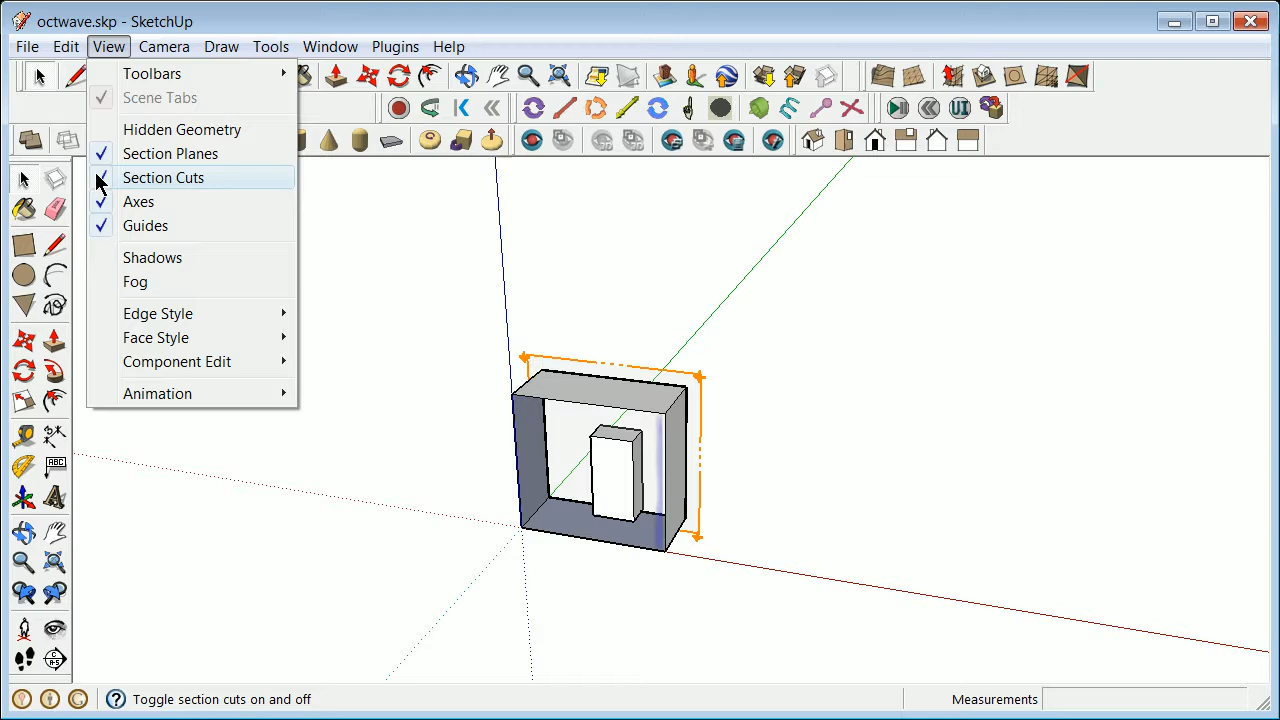 octwave.skp - SketchUp
File Edit View Camera Draw Tools Window Plugins Help
Toolbars
Scene Tabs
Hidden Geometry
Section Planes
Section Cuts
Axes
Guides
Shadows
Fog
Edge Style
Face Style
Component Edit
Animation
UI
ABC
Toggle section cuts on and off
Measurements